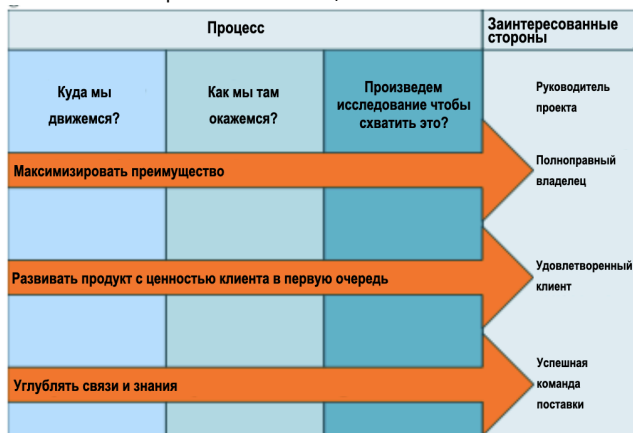 Процесс
Заинтересованные
стороны
Куда мы
движемся?
Как мы там
окажемся?
Произведем
исследование чтобы
схватить это?
Руководитель
проекта
Максимизировать преимущество
Полноправный
владелец
Развивать продукт с ценностью клиента в первую очередь
Удовлетворенный
клиент
Углублять связи и знания
Успешная
команда
поставки